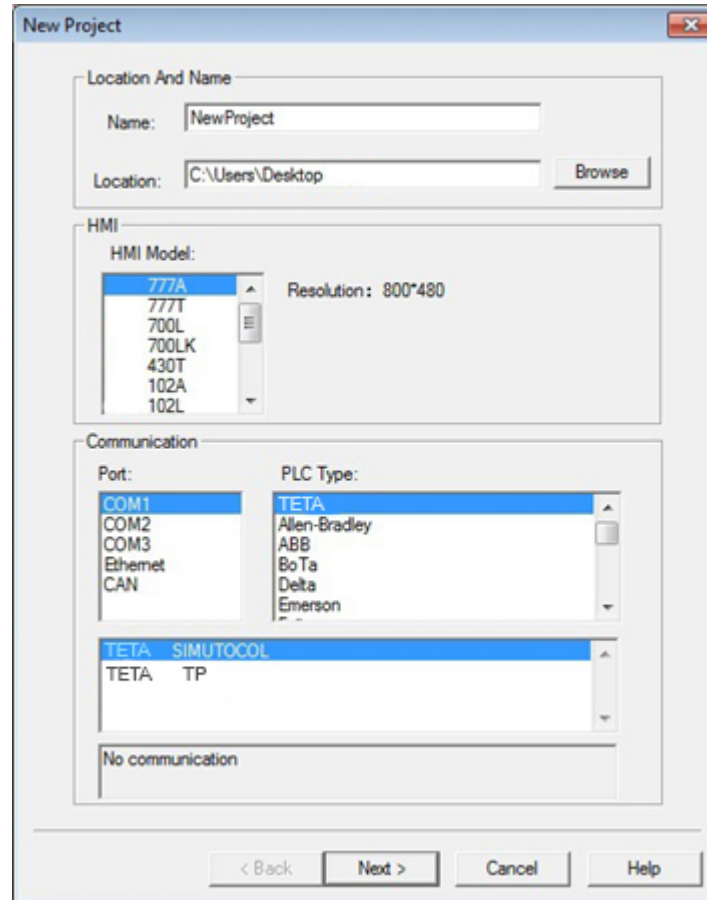 New Project
Location And Name
Name: NewProject
Location: C:\Users\Desktop Browse
HMI
HMI Model:
777A
777T
700L
700LK
430T
102A
102L
Resolution: 800*480
Communication
Port:
COM1
COM2
COM3
Ethernet
CAN
PLC Type:
TETA
Allen-Bradley
ABB
BoTa
Delta
Emerson
TETA SIMUTOCOL
TETA TP
No communication
< Back Next > Cancel Help